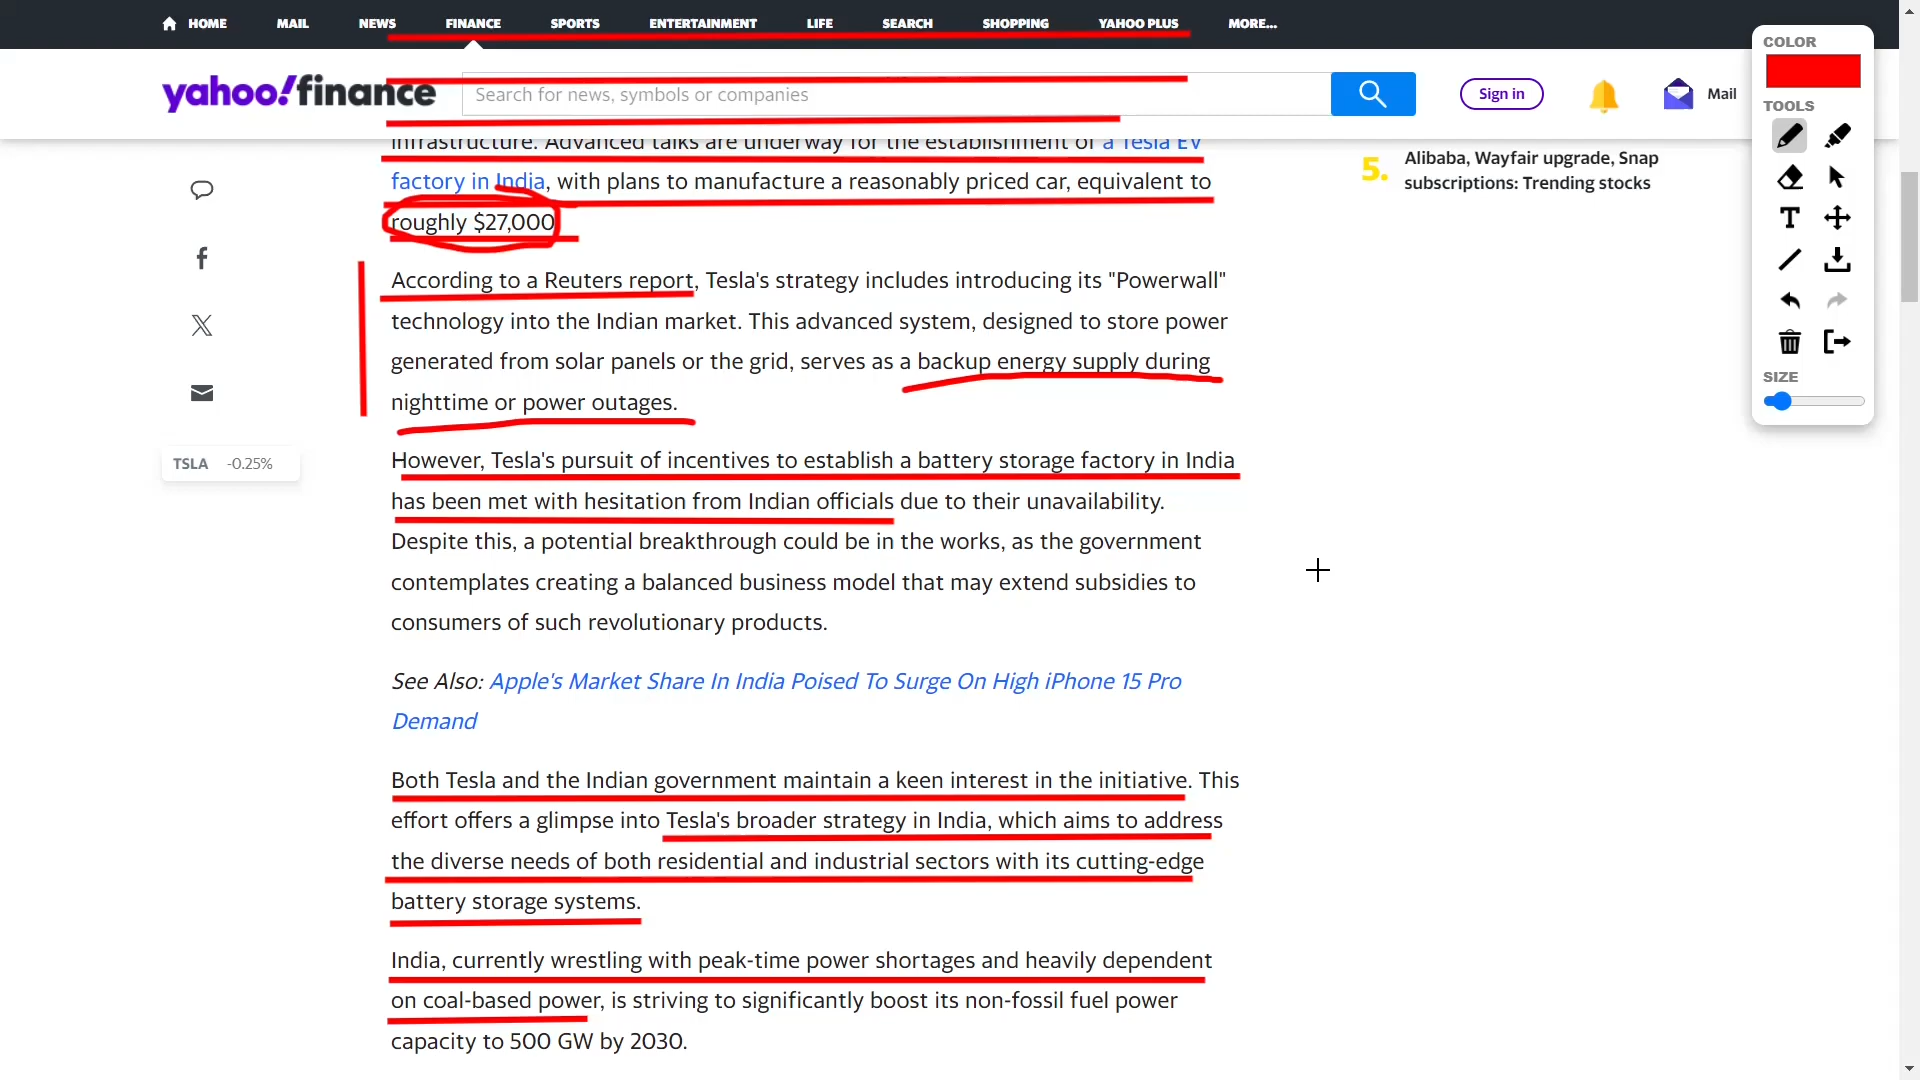 HOME MAIL NEWS FINANCE SPORTS ENTERTAINMENT LIFE SEARCH SHOPPING YAHOO PLUS MORE...
yahoo!finance
Search for news, symbols or companies
Sign in
Mail
infrastructure. Advanced talks are underway for the establishment of a Tesla EV
factory in India, with plans to manufacture a reasonably priced car, equivalent to
roughly $27,000
According to a Reuters report, Tesla's strategy includes introducing its "Powerwall"
technology into the Indian market. This advanced system, designed to store power
generated from solar panels or the grid, serves as a backup energy supply during
nighttime or power outages.
TSLA -0.25%
However, Tesla's pursuit of incentives to establish a battery storage factory in India
has been met with hesitation from Indian officials due to their unavailability.
Despite this, a potential breakthrough could be in the works, as the government
contemplates creating a balanced business model that may extend subsidies to
consumers of such revolutionary products.
See Also: Apple's Market Share In India Poised To Surge On High iPhone 15 Pro
Demand
Both Tesla and the Indian government maintain a keen interest in the initiative. This
effort offers a glimpse into Tesla's broader strategy in India, which aims to address
the diverse needs of both residential and industrial sectors with its cutting-edge
battery storage systems.
India, currently wrestling with peak-time power shortages and heavily dependent
on coal-based power, is striving to significantly boost its non-fossil fuel power
capacity to 500 GW by 2030.
5. Alibaba, Wayfair upgrade, Snap
subscriptions: Trending stocks
COLOR
TOOLS
T
SIZE